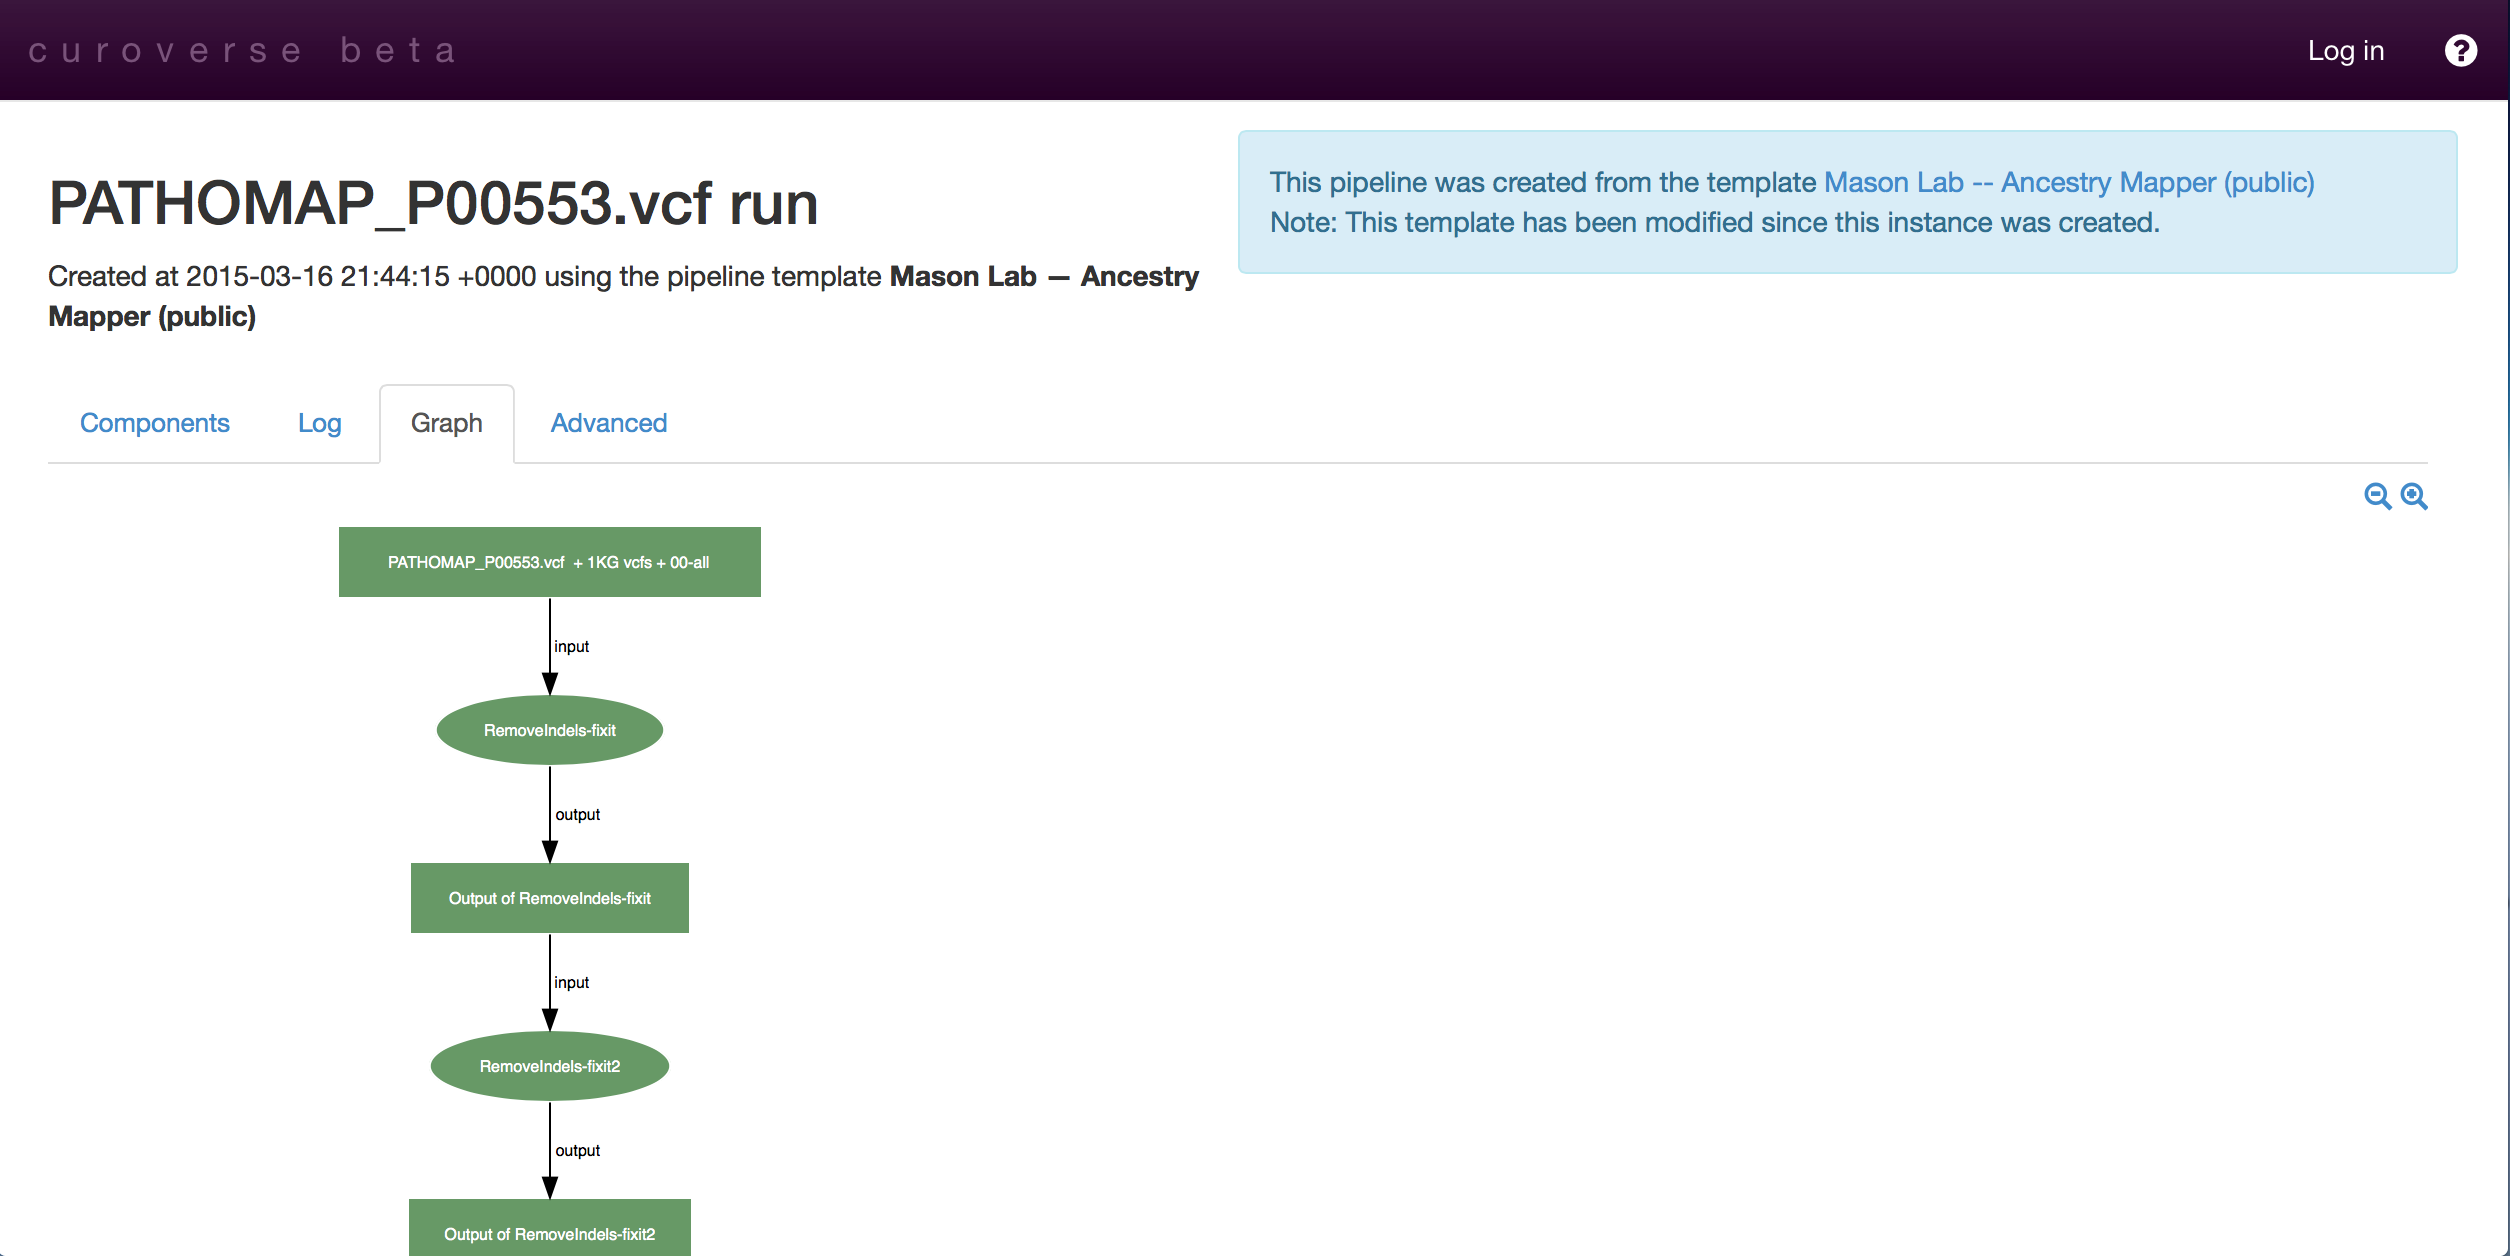 curoverse beta
Log in
?
PATHOMAP_P00553.vcf run
Created at 2015-03-16 21:44:15 +0000 using the pipeline template Mason Lab — Ancestry
Mapper (public)
This pipeline was created from the template Mason Lab -- Ancestry Mapper (public)
Note: This template has been modified since this instance was created.
Components Log Graph Advanced
PATHOMAP_P00553.vcf + 1KG vcfs + 00-all
input
RemoveIndels-fixit
output
Output of RemoveIndels-fixit
input
RemoveIndels-fixit2
output
Output of RemoveIndels-fixit2